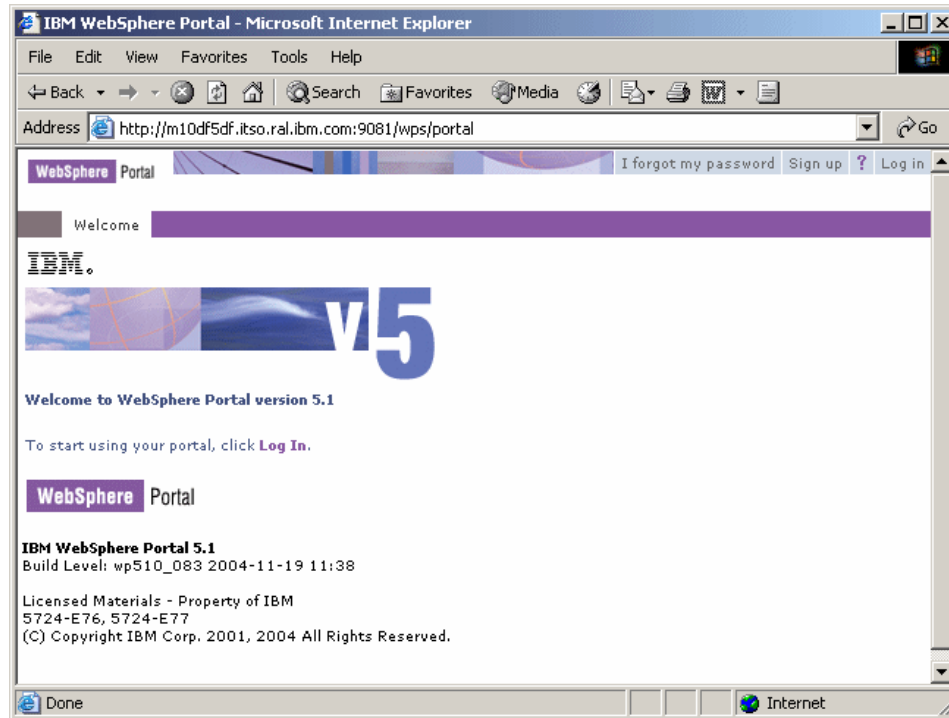 IBM WebSphere Portal - Microsoft Internet Explorer
File Edit View Favorites Tools Help
Back Search Favorites Media
Address http://m10df5df.itso.ral.ibm.com:9081/wps/portal Go
WebSphere Portal I forgot my password Sign up ? Log in
Welcome
IBM.
v5
Welcome to WebSphere Portal version 5.1
To start using your portal, click Log In.
WebSphere Portal
IBM WebSphere Portal 5.1
Build Level: wp510_083 2004-11-19 11:38
Licensed Materials - Property of IBM
5724-E76, 5724-E77
(C) Copyright IBM Corp. 2001, 2004 All Rights Reserved.
Done Internet